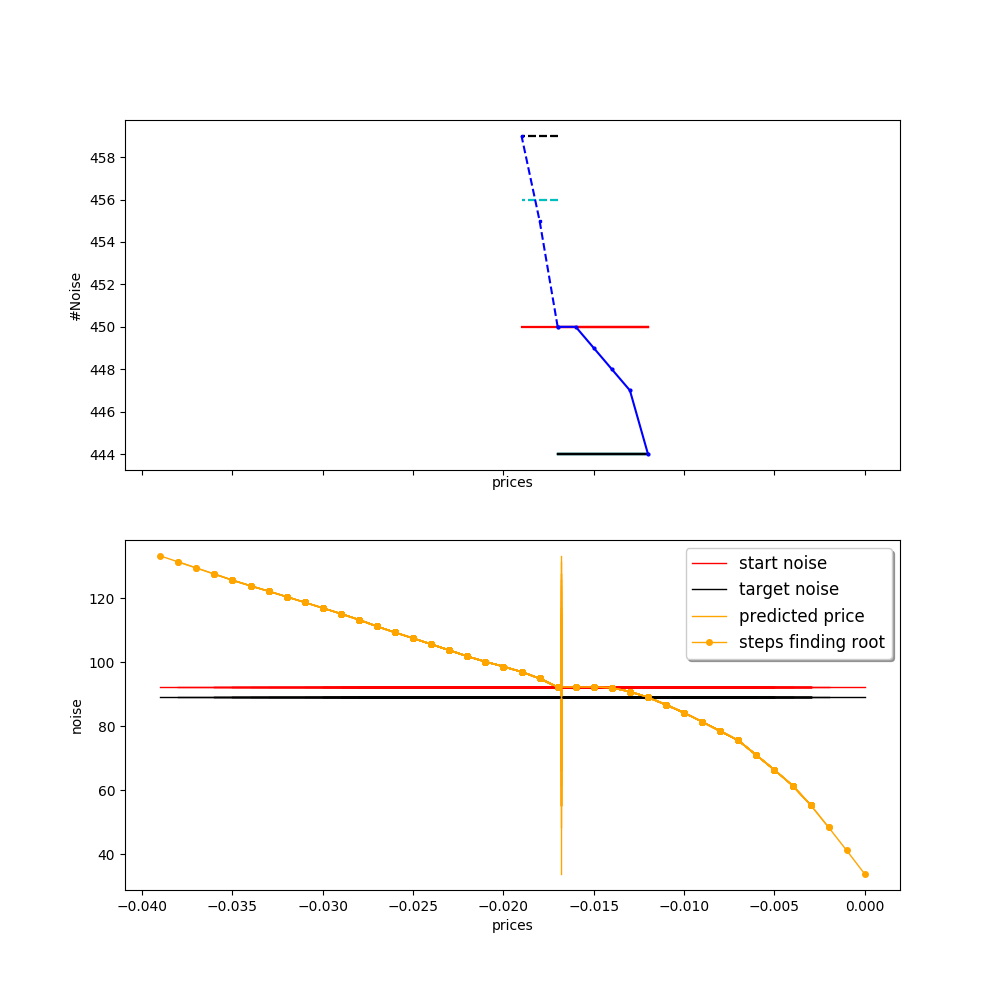 458
456
454
452
450
448
446
444
#Noise
prices
start noise
target noise
predicted price
steps finding root
120
100
80
60
40
noise
−0.040 −0.035 −0.030 −0.025 −0.020 −0.015 −0.010 −0.005 0.000
prices